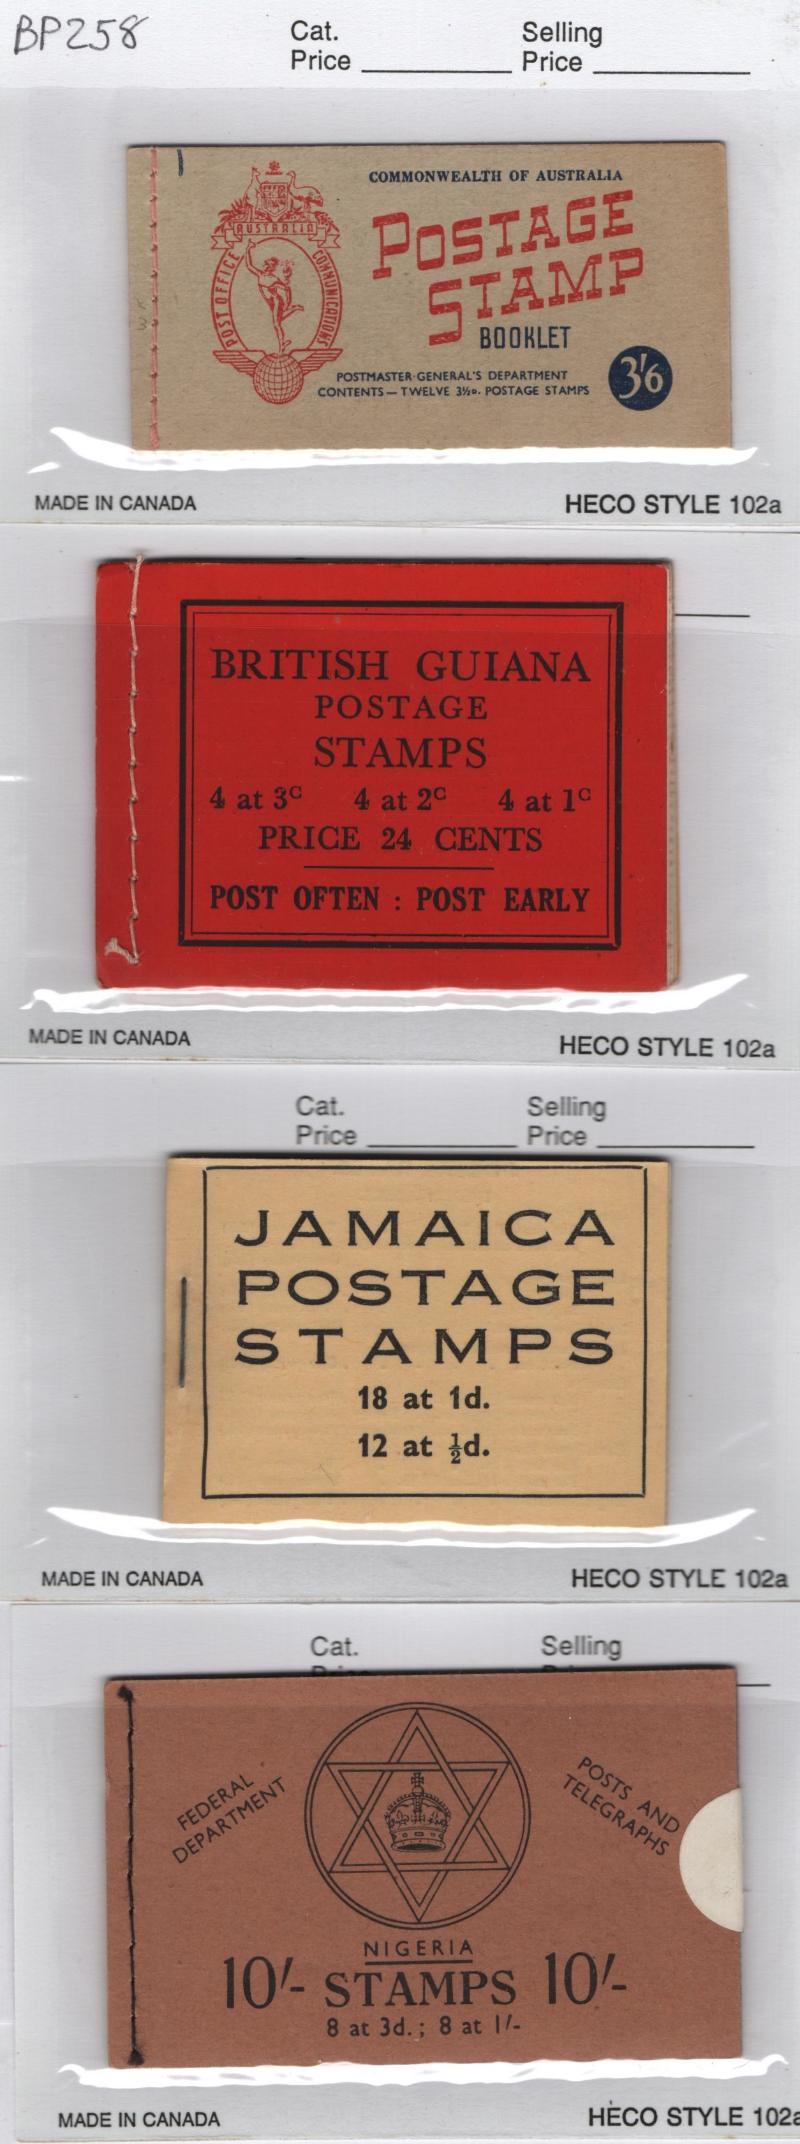 BP258
Cat. Price
Selling Price
COMMONWEALTH OF AUSTRALIA
AUSTRALIA
POST OFFICE
COMMUNICATIONS
POSTAGE
STAMP
BOOKLET
3'6
POSTMASTER-GENERAL'S DEPARTMENT
CONTENTS — TWELVE 3½D. POSTAGE STAMPS
MADE IN CANADA
HECO STYLE 102a
BRITISH GUIANA
POSTAGE
STAMPS
4 at 3c 4 at 2c 4 at 1c
PRICE 24 CENTS
POST OFTEN : POST EARLY
MADE IN CANADA
HECO STYLE 102a
Cat. Price
Selling Price
JAMAICA
POSTAGE
STAMPS
18 at 1d.
12 at ½d.
MADE IN CANADA
HECO STYLE 102a
Cat.
Selling
FEDERAL
DEPARTMENT
POSTS AND
TELEGRAPHS
NIGERIA
10/- STAMPS 10/-
8 at 3d.; 8 at 1/-
MADE IN CANADA
HECO STYLE 102a